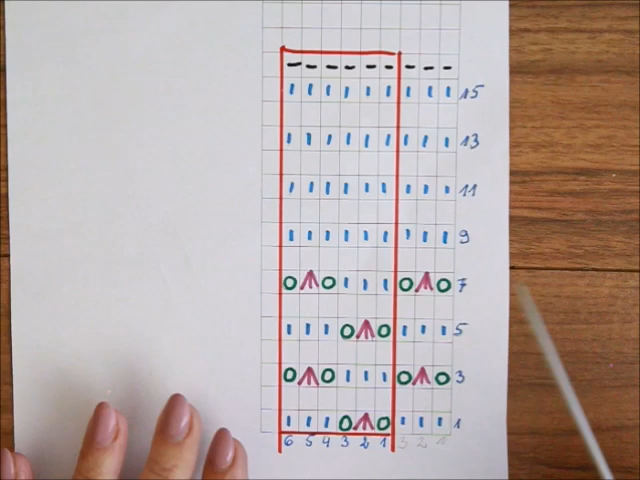 — — — — — — — — —
I I I I I I I I I 15
I I I I I I I I I 13
I I I I I I I I I 11
I I I I I I I I I 9
O ⩚ O I I I O ⩚ O 7
I I I O ⩚ O I I I 5
O ⩚ O I I I O ⩚ O 3
I I I O ⩚ O I I I 1
6 5 4 3 2 1 3 2 1